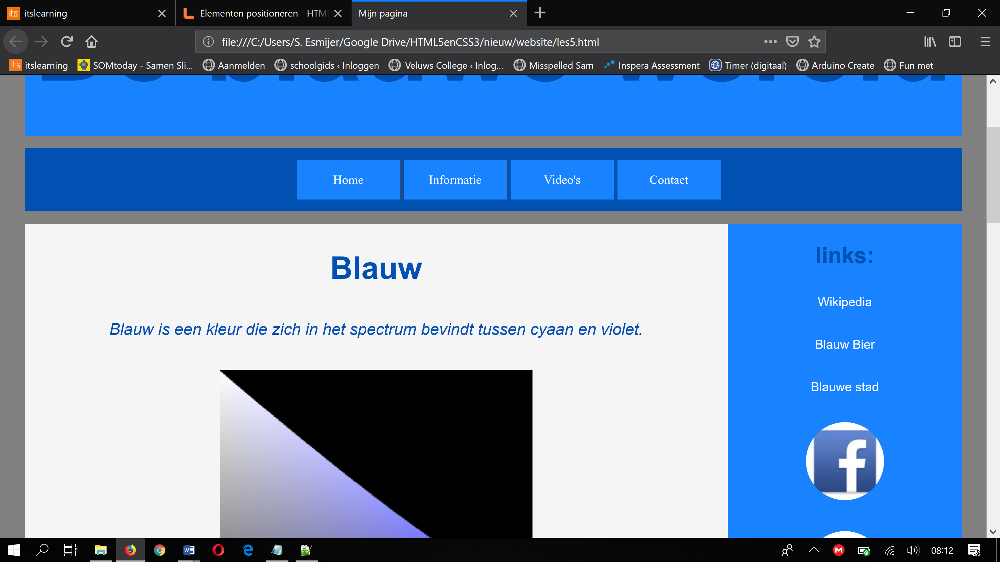 itslearning
Elementen positioneren - HTML
Mijn pagina
file:///C:/Users/S. Esmijer/Google Drive/HTML5enCSS3/nieuw/website/les5.html
its itslearning
SOMtoday - Samen Sli...
Aanmelden
schoolgids ‹ Inloggen
Veluws College ‹ Inlog...
Misspelled Sam
Inspera Assessment
Timer (digitaal)
Arduino Create
Fun met
Home
Informatie
Video's
Contact
Blauw
Blauw is een kleur die zich in het spectrum bevindt tussen cyaan en violet.
links:
Wikipedia
Blauw Bier
Blauwe stad
f
08:12